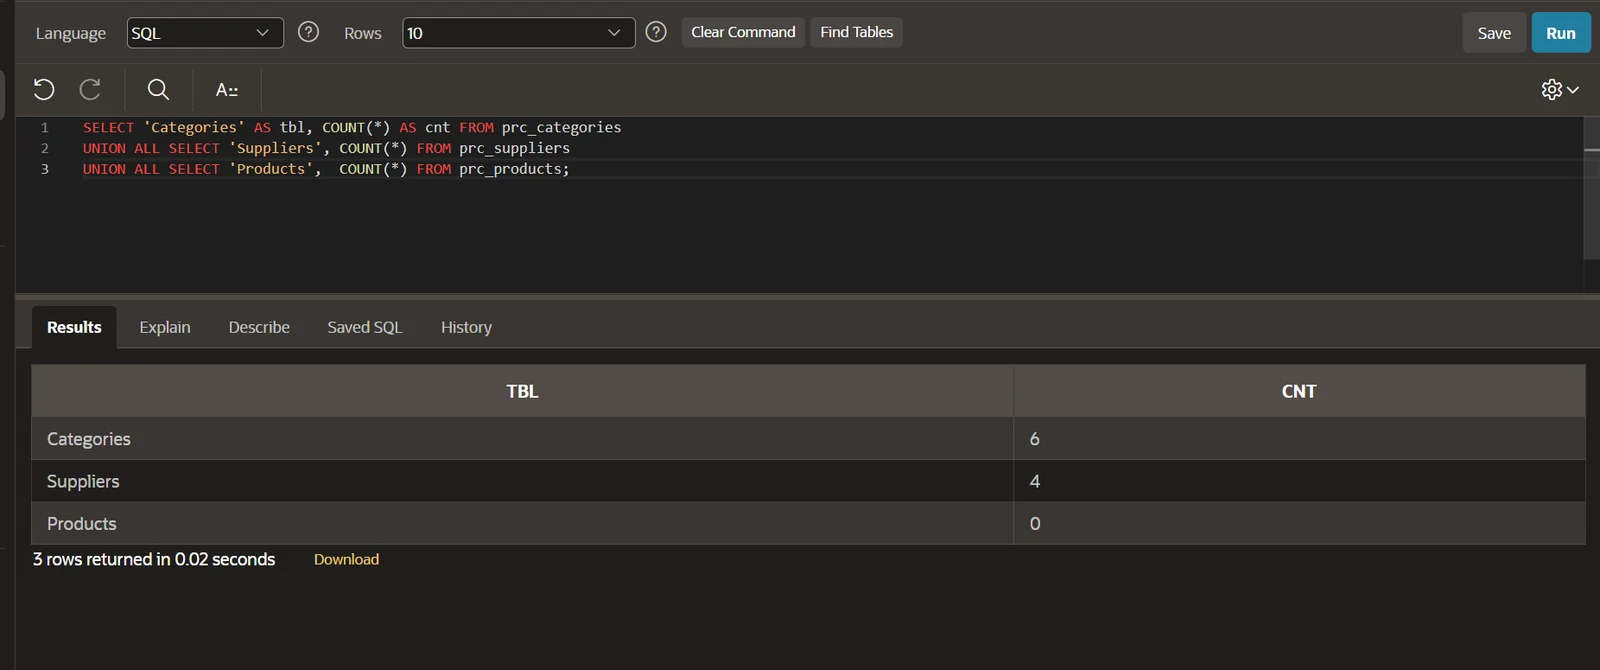 Language SQL Rows 10 Clear Command Find Tables Save Run
A::
1 SELECT 'Categories' AS tbl, COUNT(*) AS cnt FROM prc_categories
2 UNION ALL SELECT 'Suppliers', COUNT(*) FROM prc_suppliers
3 UNION ALL SELECT 'Products',  COUNT(*) FROM prc_products;
Results Explain Describe Saved SQL History
TBL CNT
Categories 6
Suppliers 4
Products 0
3 rows returned in 0.02 seconds Download